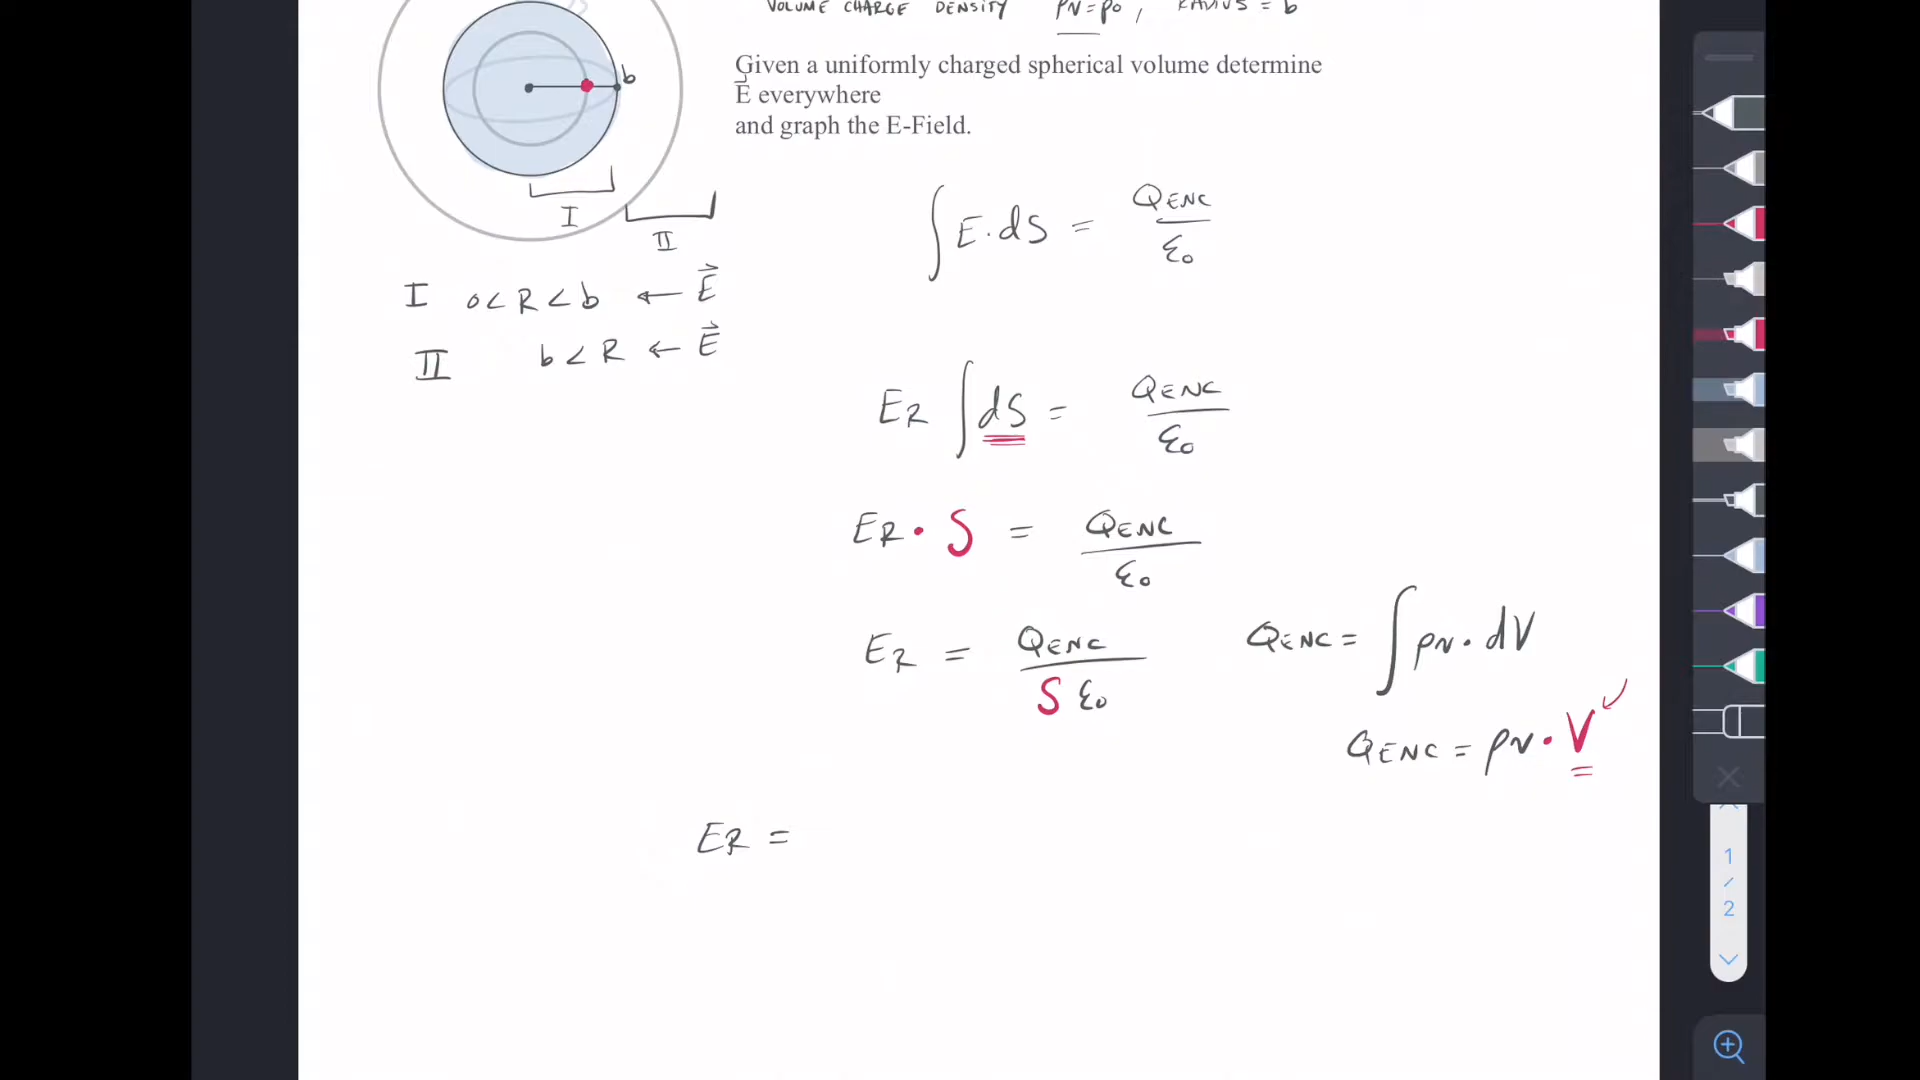 VOLUME CHARGE DENSITY ρv = ρ0, RADIUS = b
b
Given a uniformly charged spherical volume determine
E⃗ everywhere
and graph the E-Field.
I
II
∫ E · dS = QENC / ε0
I 0 < R < b ← E⃗
II b < R ← E⃗
ER ∫ dS = QENC / ε0
ER · S = QENC / ε0
ER = QENC / S ε0
QENC = ∫ ρv · dV
QENC = ρv · V
ER =
1
/
2